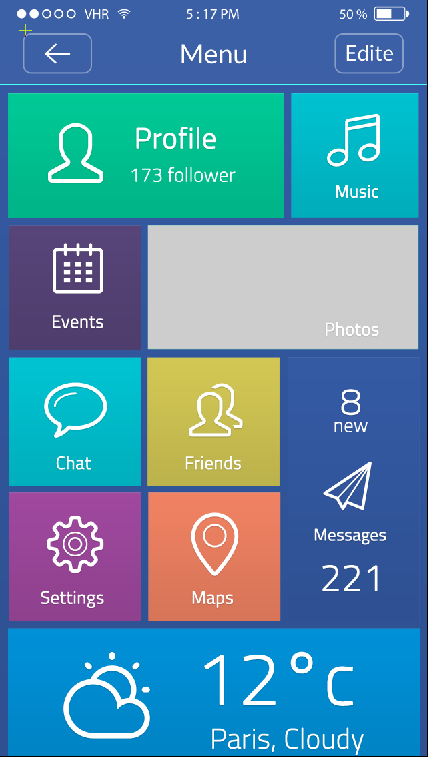 VHR 5:17 PM 50%
Menu
Edite
Profile
173 follower
Music
Events
Photos
Chat
Friends
8
new
Messages
221
Settings
Maps
12°c
Paris, Cloudy